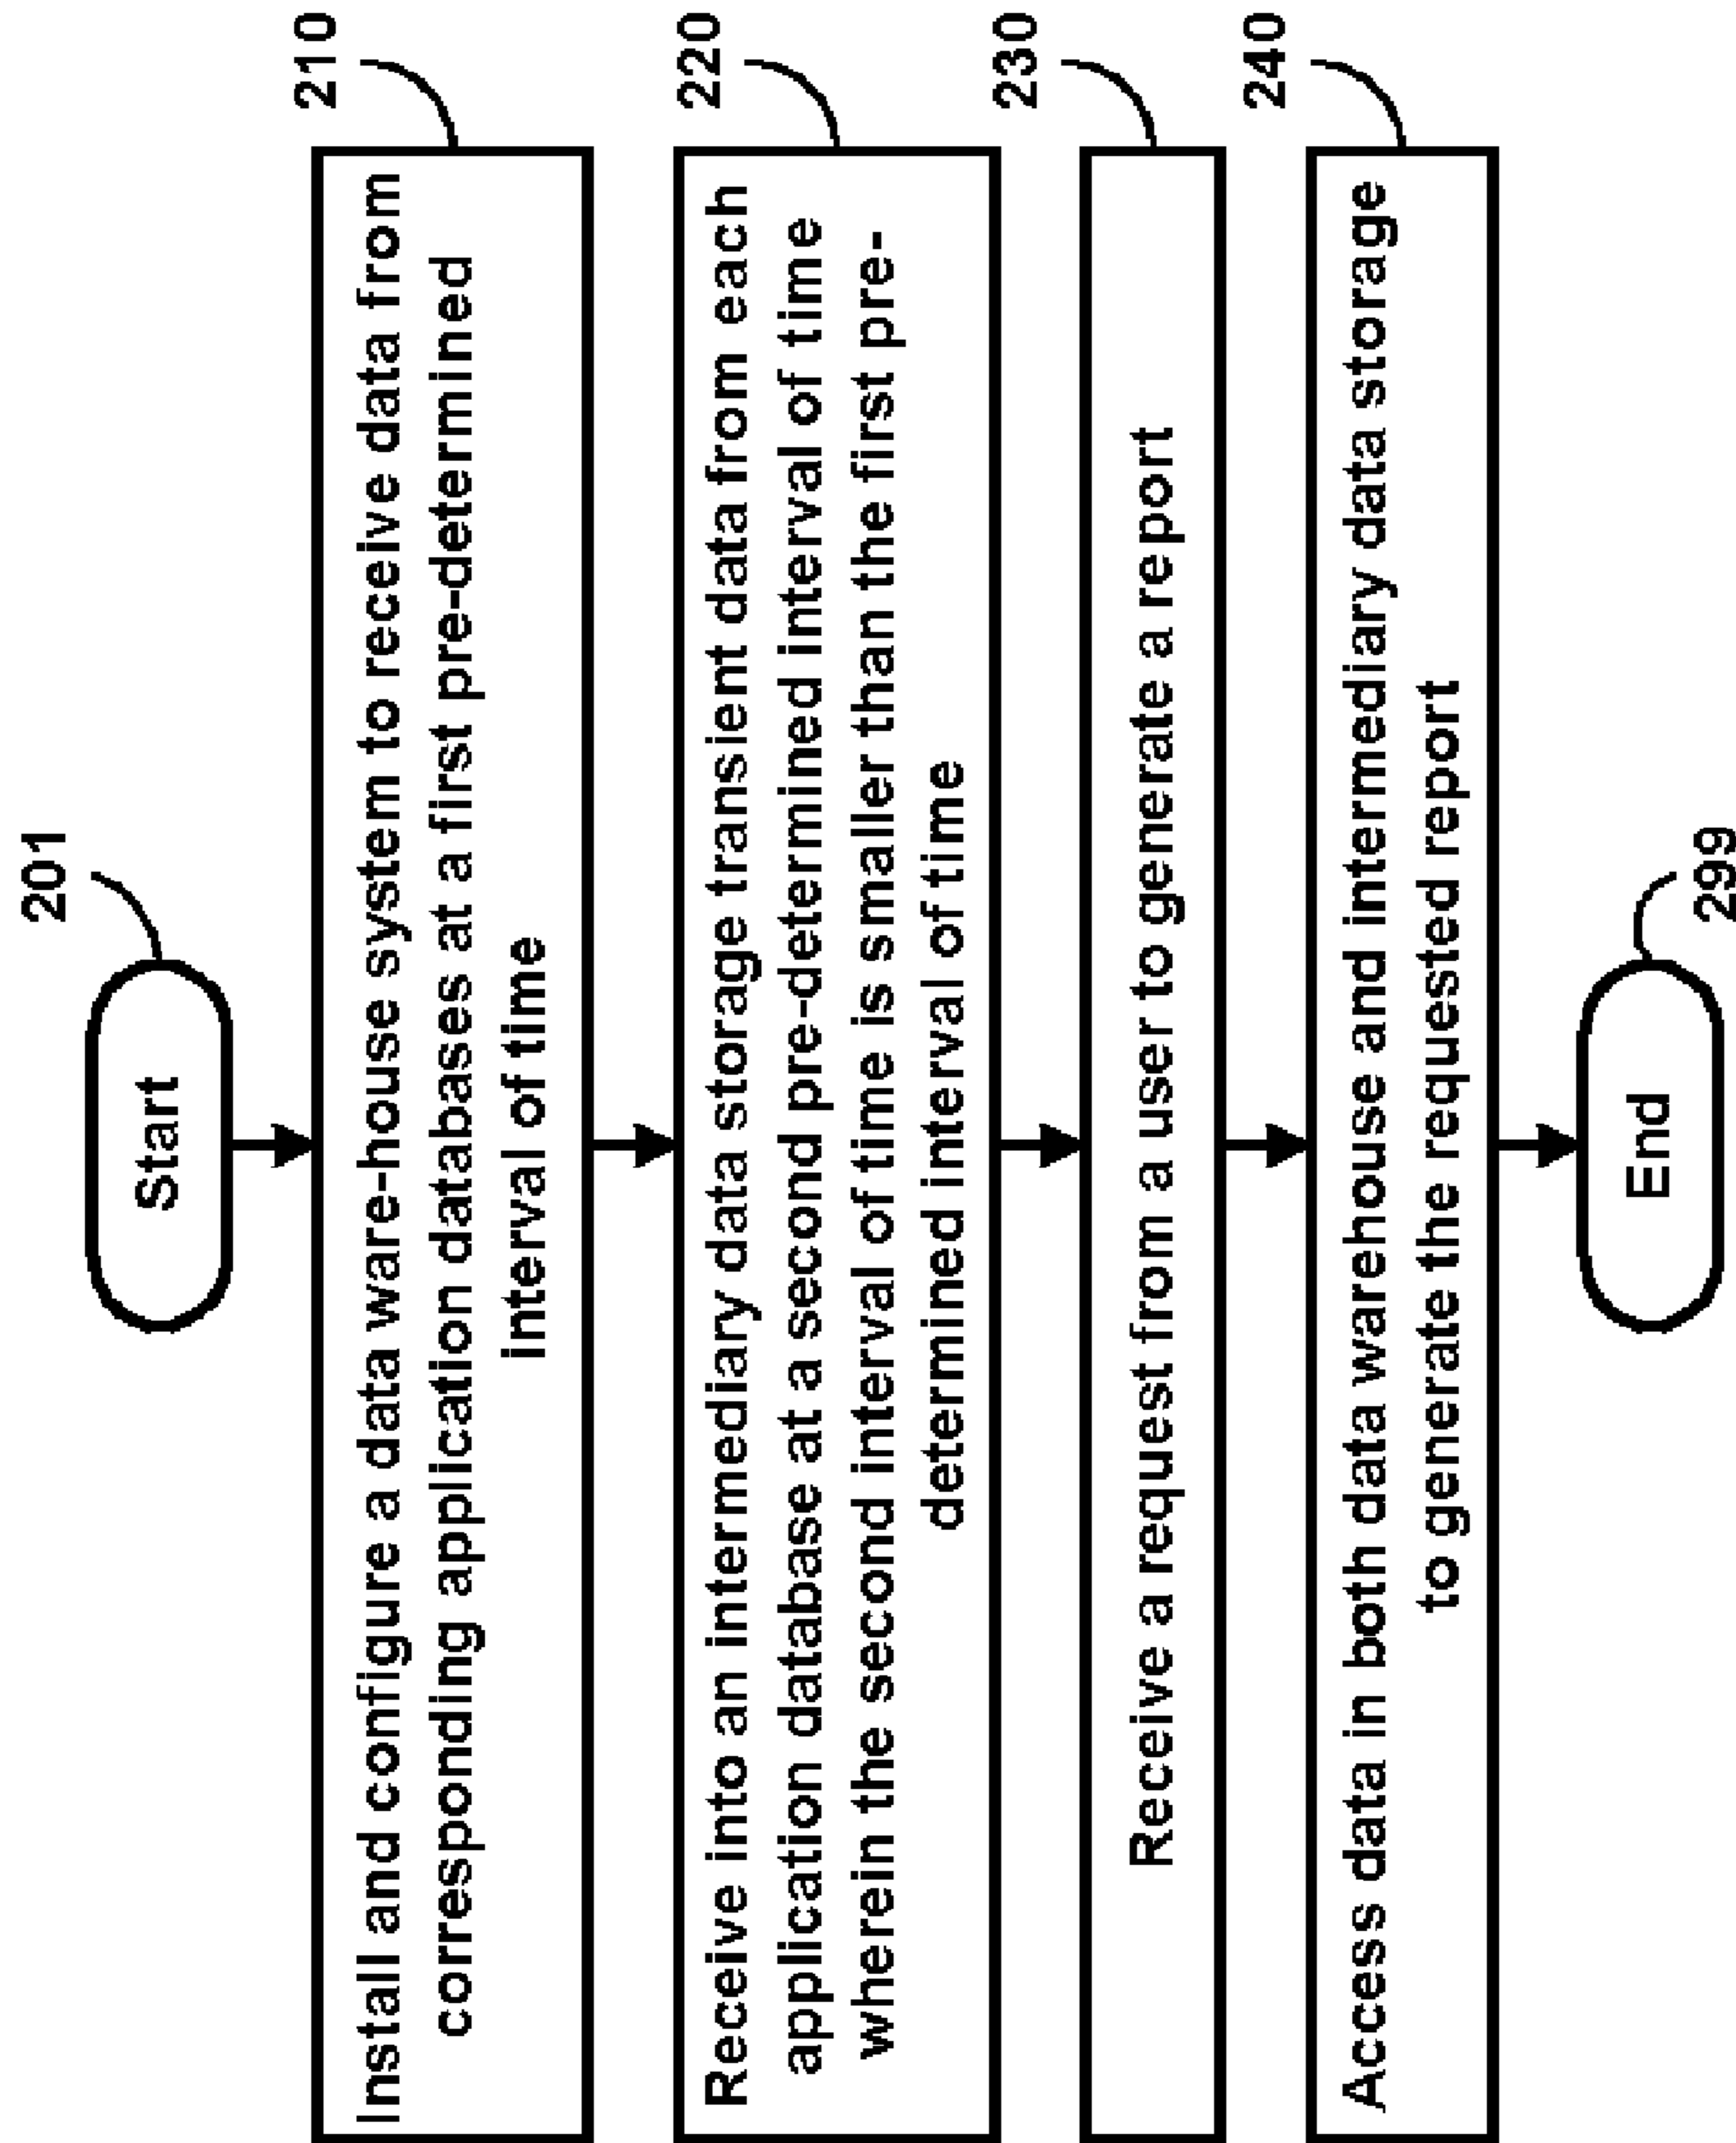 201
Start
210
Install and configure a data ware-house system to receive data from
corresponding application databases at a first pre-determined
interval of time
220
Receive into an intermediary data storage transient data from each
application database at a second pre-determined interval of time
wherein the second interval of time is smaller than the first pre-
determined interval of time
230
Receive a request from a user to generate a report
240
Access data in both data warehouse and intermediary data storage
to generate the requested report
End
299